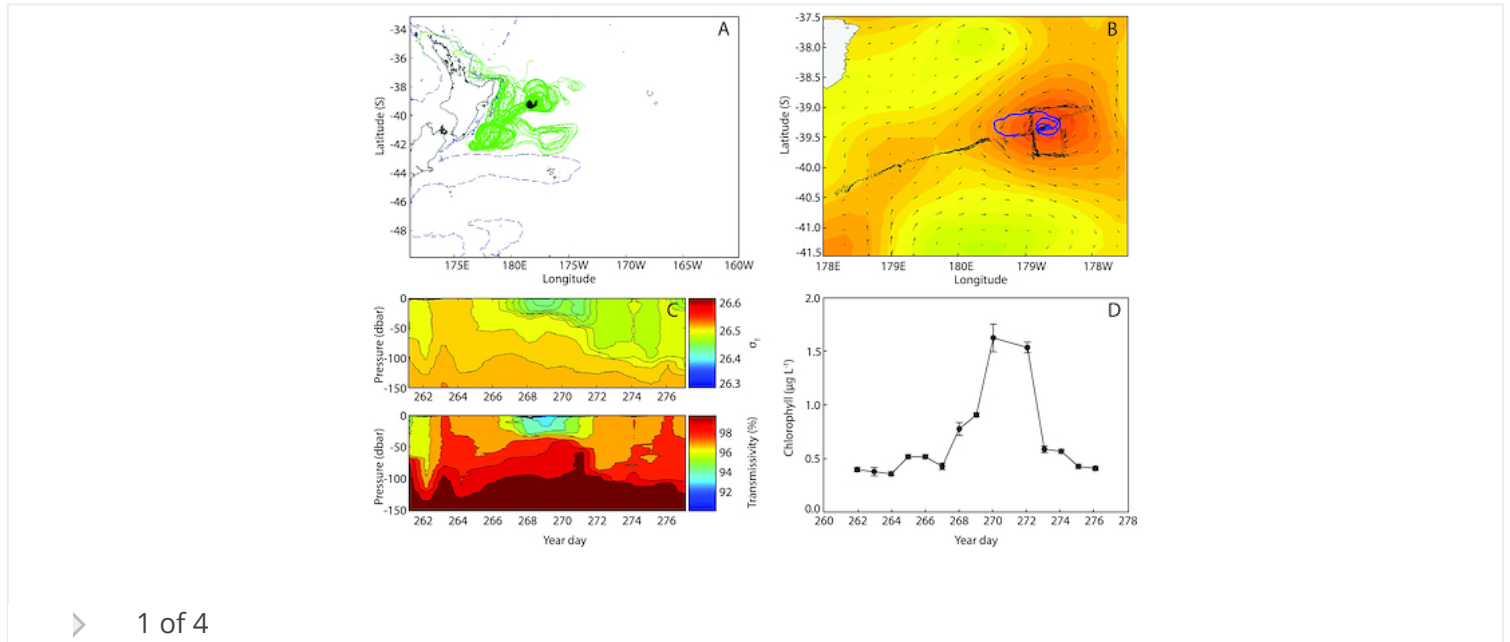 A
-34
-36
-38
-40
-42
-44
-46
-48
Latitude (S)
175E 180E 175W 170W 165W 160W
Longitude
B
-37.5
-38.0
-38.5
-39.0
-39.5
-40.0
-40.5
-41.0
-41.5
Latitude (S)
178E 179E 180E 179W 178W
Longitude
C
0
-50
-100
-150
Pressure (dbar)
262 264 266 268 270 272 274 276
26.6
26.5
26.4
26.3
0
-50
-100
-150
Pressure (dbar)
262 264 266 268 270 272 274 276
Year day
98
96
94
92
Transmissivity (%)
D
2.0
1.5
1.0
0.5
0.0
Chlorophyll (µg L⁻¹)
260 262 264 266 268 270 272 274 276 278
Year day
1 of 4